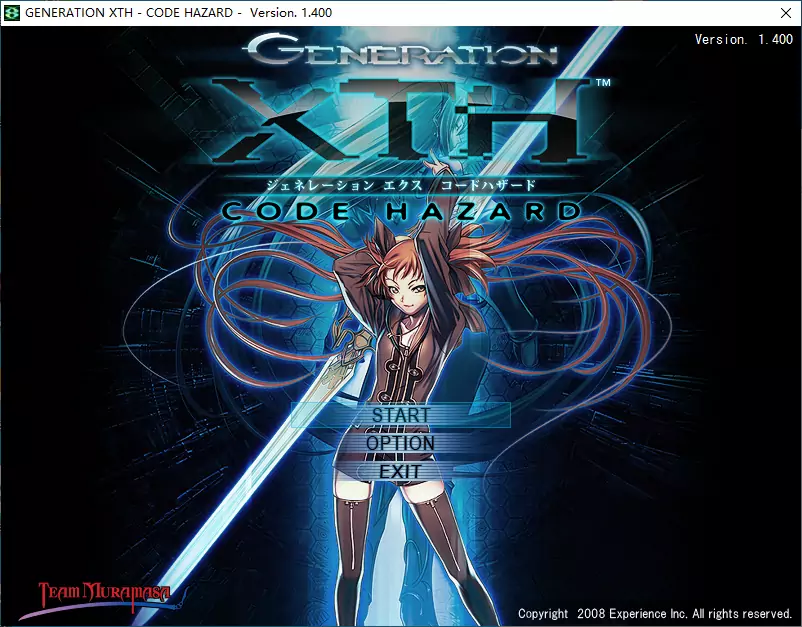 GENERATION XTH - CODE HAZARD -  Version. 1.400
Version. 1.400
GENERATION
XTH™
ジェネレーション エクス コードハザード
CODE HAZARD
START
OPTION
EXIT
TEAM MURAMASA
Copyright 2008 Experience Inc. All rights reserved.